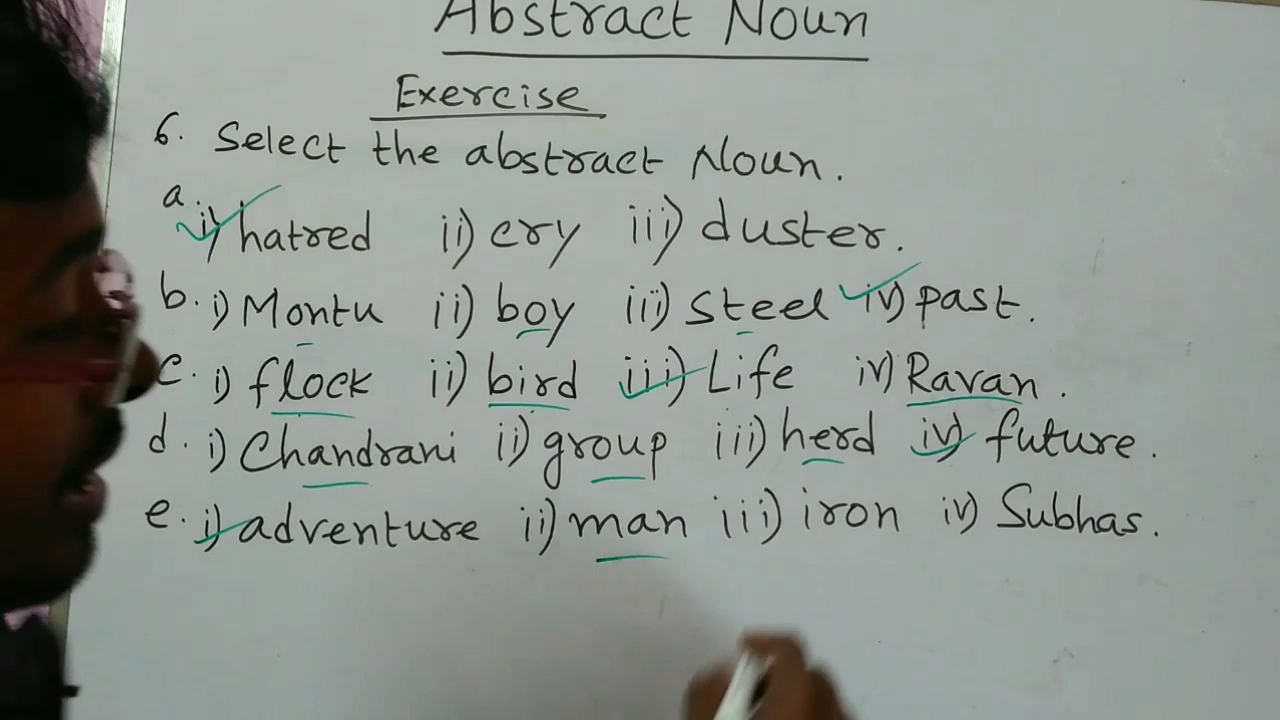 Abstract Noun
Exercise
6. Select the abstract Noun.
a. i) hatred ii) cry iii) duster.
b. i) Montu ii) boy iii) steel iv) past.
c. i) flock ii) bird iii) Life iv) Ravan.
d. i) Chandrani ii) group iii) herd iv) future.
e. i) adventure ii) man iii) iron iv) Subhas.